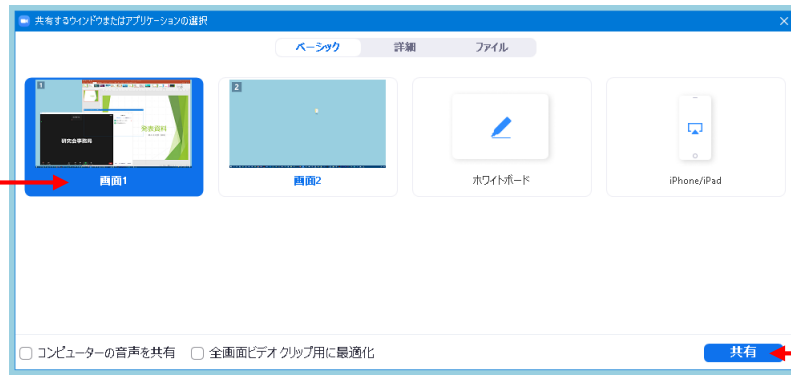 共有するウィンドウまたはアプリケーションの選択
ベーシック 詳細 ファイル
1
発表資料
研究会事務局
画面1
2
画面2
ホワイトボード
iPhone/iPad
コンピューターの音声を共有
全画面ビデオ クリップ用に最適化
共有